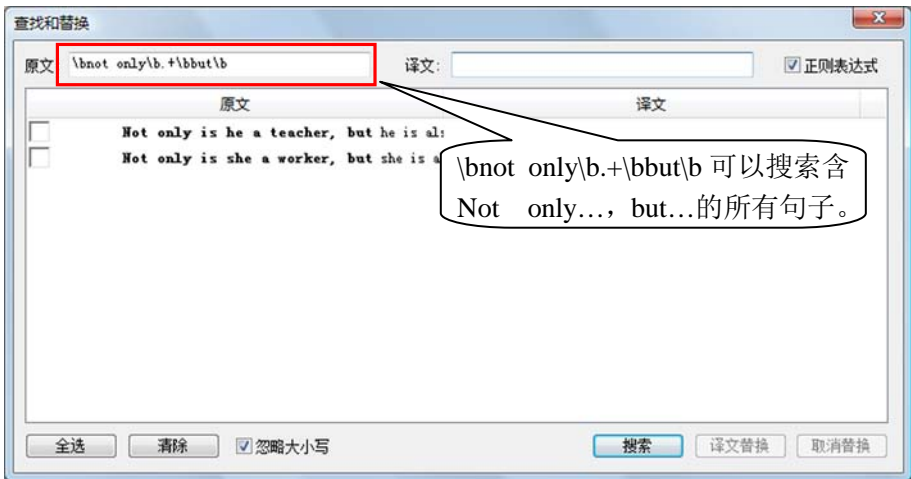 查找和替换
原文 \bnot only\b.+\bbut\b 译文: 正则表达式
原文 译文
Not only is he a teacher, but he is al
Not only is she a worker, but she is a
\bnot only\b.+\bbut\b 可以搜索含
Not only…，but…的所有句子。
全选 清除 忽略大小写 搜索 译文替换 取消替换